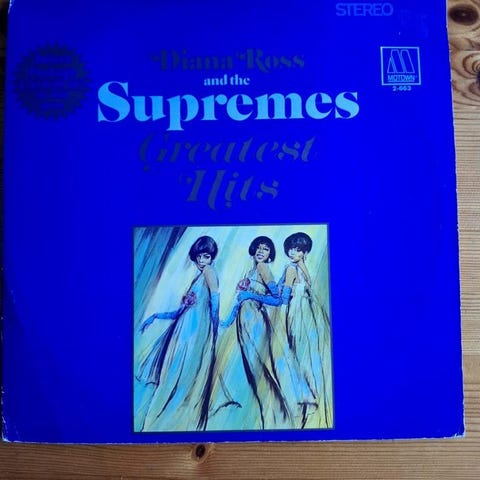 STEREO
MOTOWN
2-663
Diana Ross
and the
Supremes
Greatest
Hits